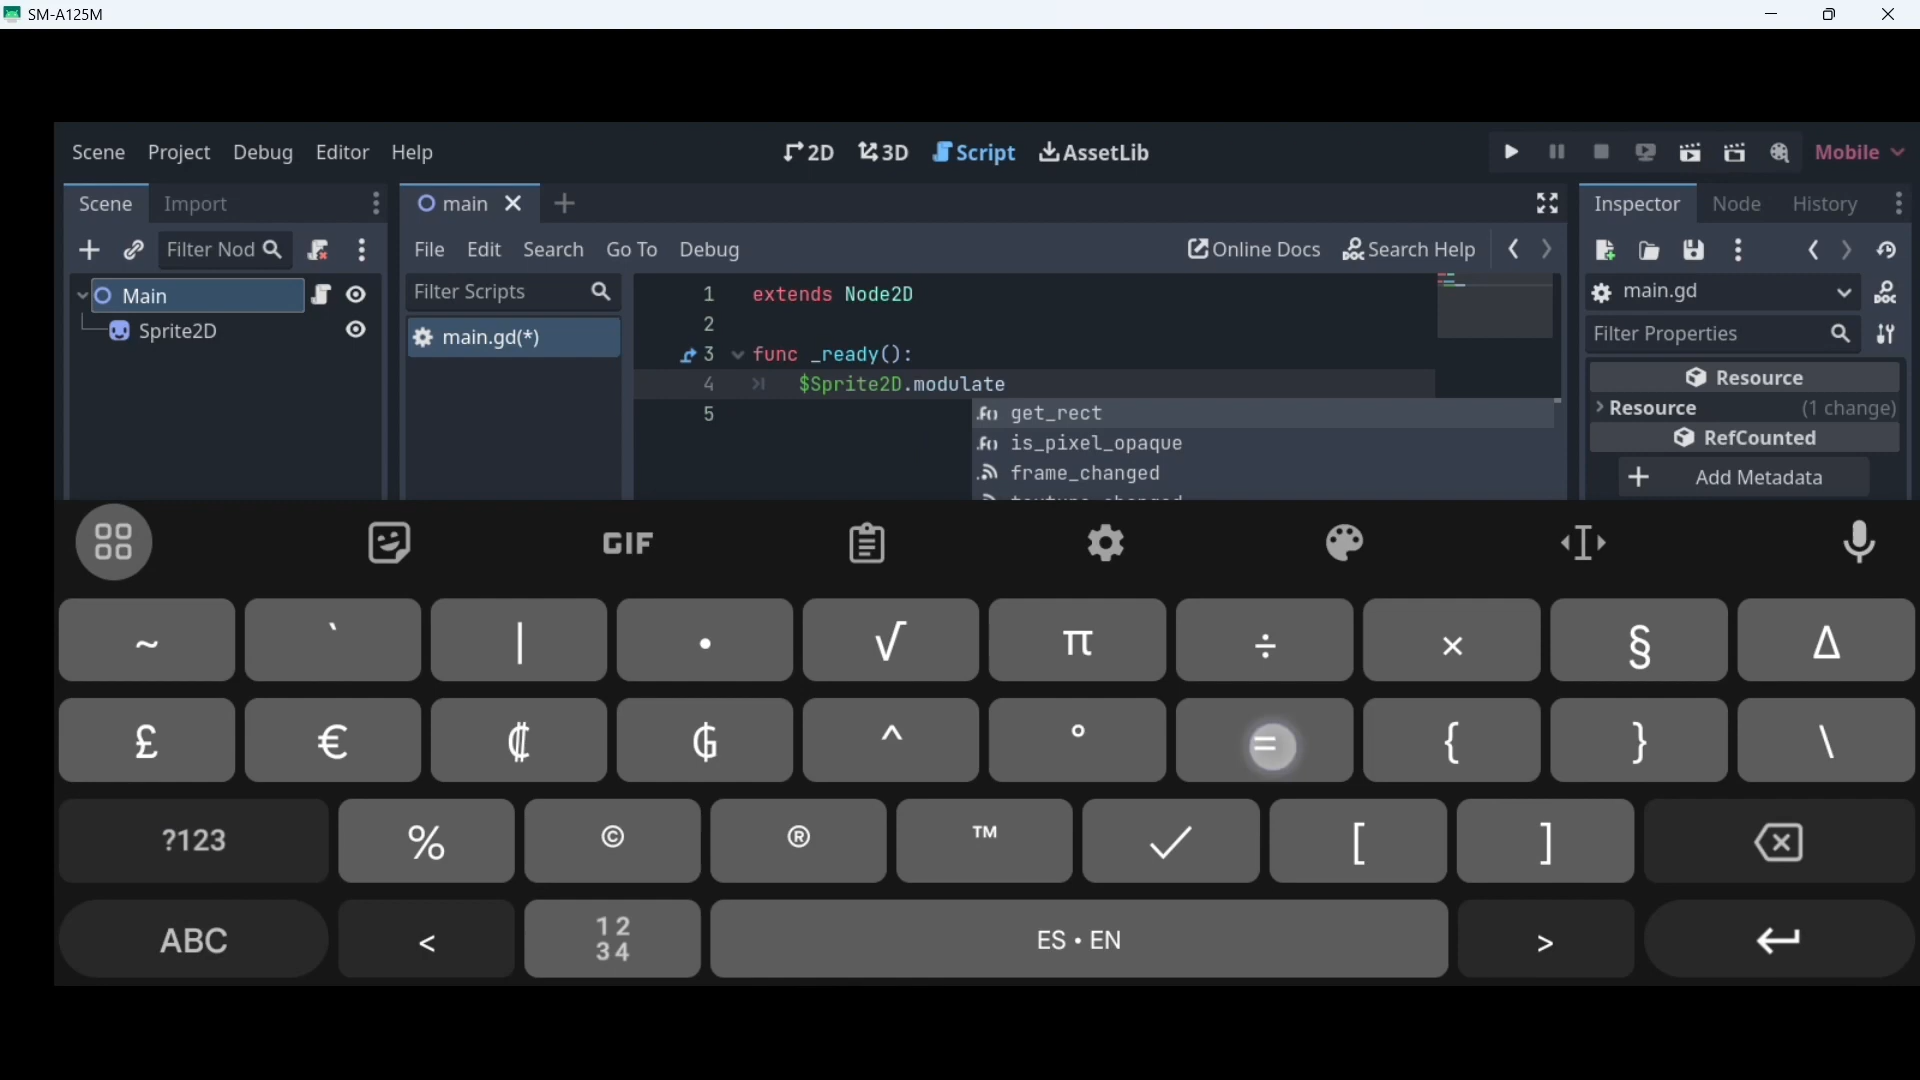 SM-A125M
Scene Project Debug Editor Help
2D 3D Script AssetLib
Mobile
Scene Import
main
Inspector Node History
Filter Nod
File Edit Search Go To Debug
Online Docs Search Help
Main
Sprite2D
Filter Scripts
main.gd(*)
1 extends Node2D
2
3 func _ready():
4 $Sprite2D.modulate
5
get_rect
is_pixel_opaque
frame_changed
main.gd
Filter Properties
Resource
Resource (1 change)
RefCounted
Add Metadata
GIF
~ ` | • √ π ÷ × § Δ
£ € ₡ ₲ ^ ° = { } \
?123 % © ® ™ ✓ [ ]
ABC < 12 ES • EN >
34